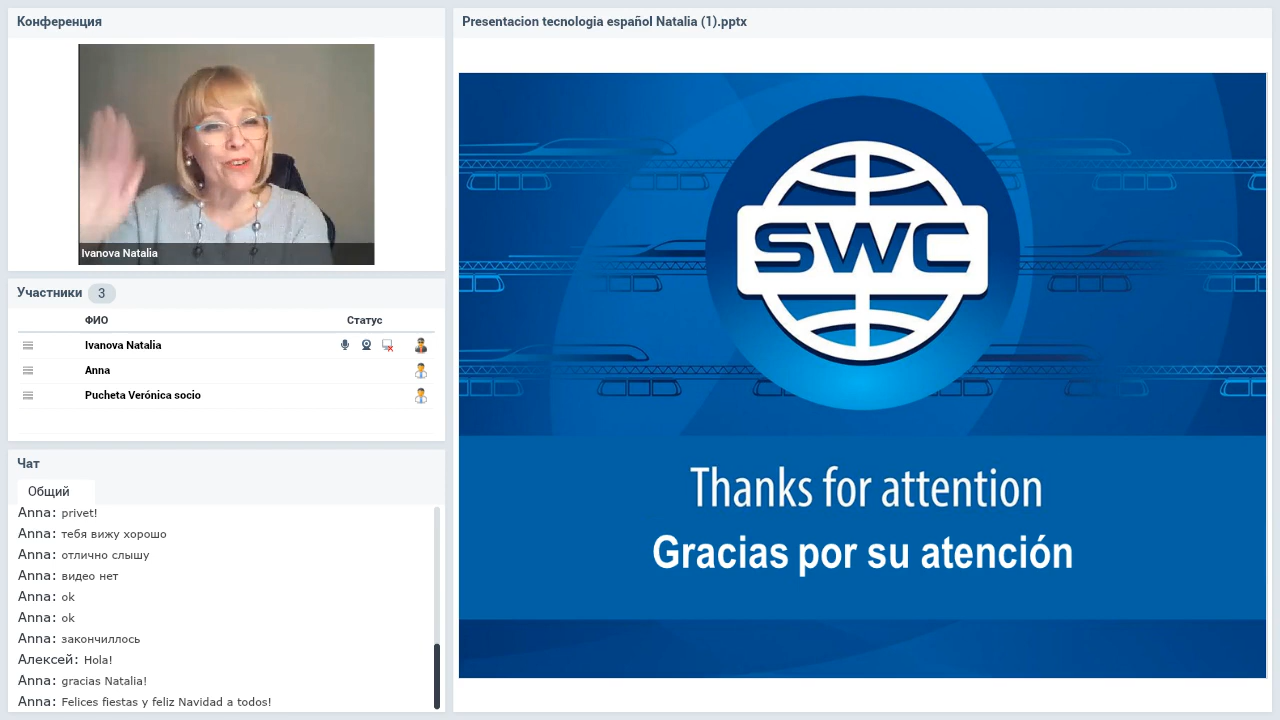 Конференция
Ivanova Natalia
Участники 3
ФИО Статус
Ivanova Natalia
Anna
Pucheta Verónica socio
Чат
Общий
Anna: privet!
Anna: тебя вижу хорошо
Anna: отлично слышу
Anna: видео нет
Anna: ok
Anna: ok
Anna: закончиллось
Алексей: Hola!
Anna: gracias Natalia!
Anna: Felices fiestas y feliz Navidad a todos!
Presentacion tecnologia español Natalia (1).pptx
SWC
Thanks for attention
Gracias por su atención